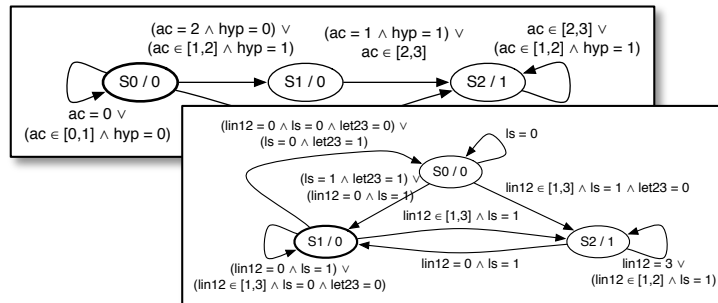 (ac = 2 ∧ hyp = 0) ∨
(ac ∈ [1,2] ∧ hyp = 1)
(ac = 1 ∧ hyp = 1) ∨
ac ∈ [2,3]
ac ∈ [2,3] ∨
(ac ∈ [1,2] ∧ hyp = 1)
S0 / 0
S1 / 0
S2 / 1
ac = 0 ∨
(ac ∈ [0,1] ∧ hyp = 0)
(lin12 = 0 ∧ ls = 0 ∧ let23 = 0) ∨
(ls = 0 ∧ let23 = 1)
ls = 0
S0 / 0
(ls = 1 ∧ let23 = 1) ∨
(lin12 = 0 ∧ ls = 1)
lin12 ∈ [1,3] ∧ ls = 1 ∧ let23 = 0
lin12 ∈ [1,3] ∧ ls = 1
S1 / 0
S2 / 1
lin12 = 0 ∧ ls = 1
(lin12 = 0 ∧ ls = 1) ∨
(lin12 ∈ [1,3] ∧ ls = 0 ∧ let23 = 0)
lin12 = 3 ∨
(lin12 ∈ [1,2] ∧ ls = 1)